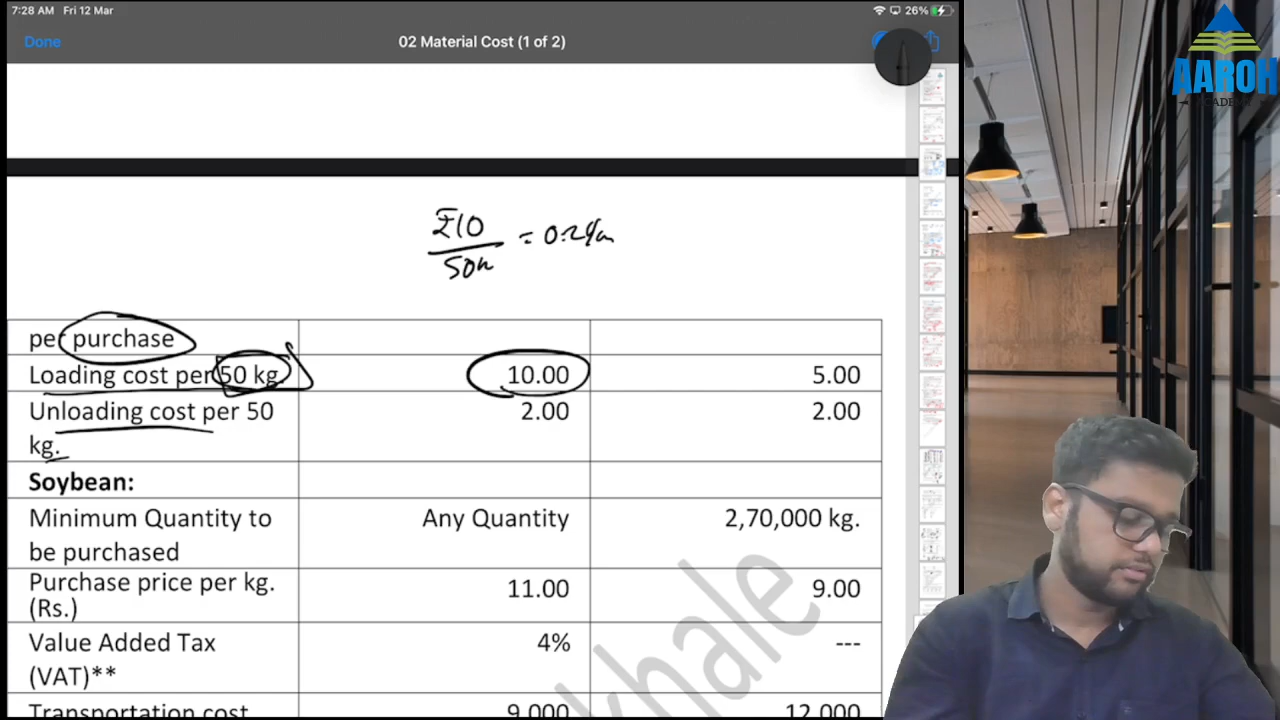 7:28 AM Fri 12 Mar 26%
Done 02 Material Cost (1 of 2)
AAROH
₹10
50k = 0.2/
per purchase
Loading cost per 50 kg. 10.00 5.00
Unloading cost per 50 2.00 2.00
kg.
Soybean:
Minimum Quantity to Any Quantity 2,70,000 kg.
be purchased
Purchase price per kg. 11.00 9.00
(Rs.)
Value Added Tax 4% ---
(VAT)**
Transportation cost 9,000 12,000
khale